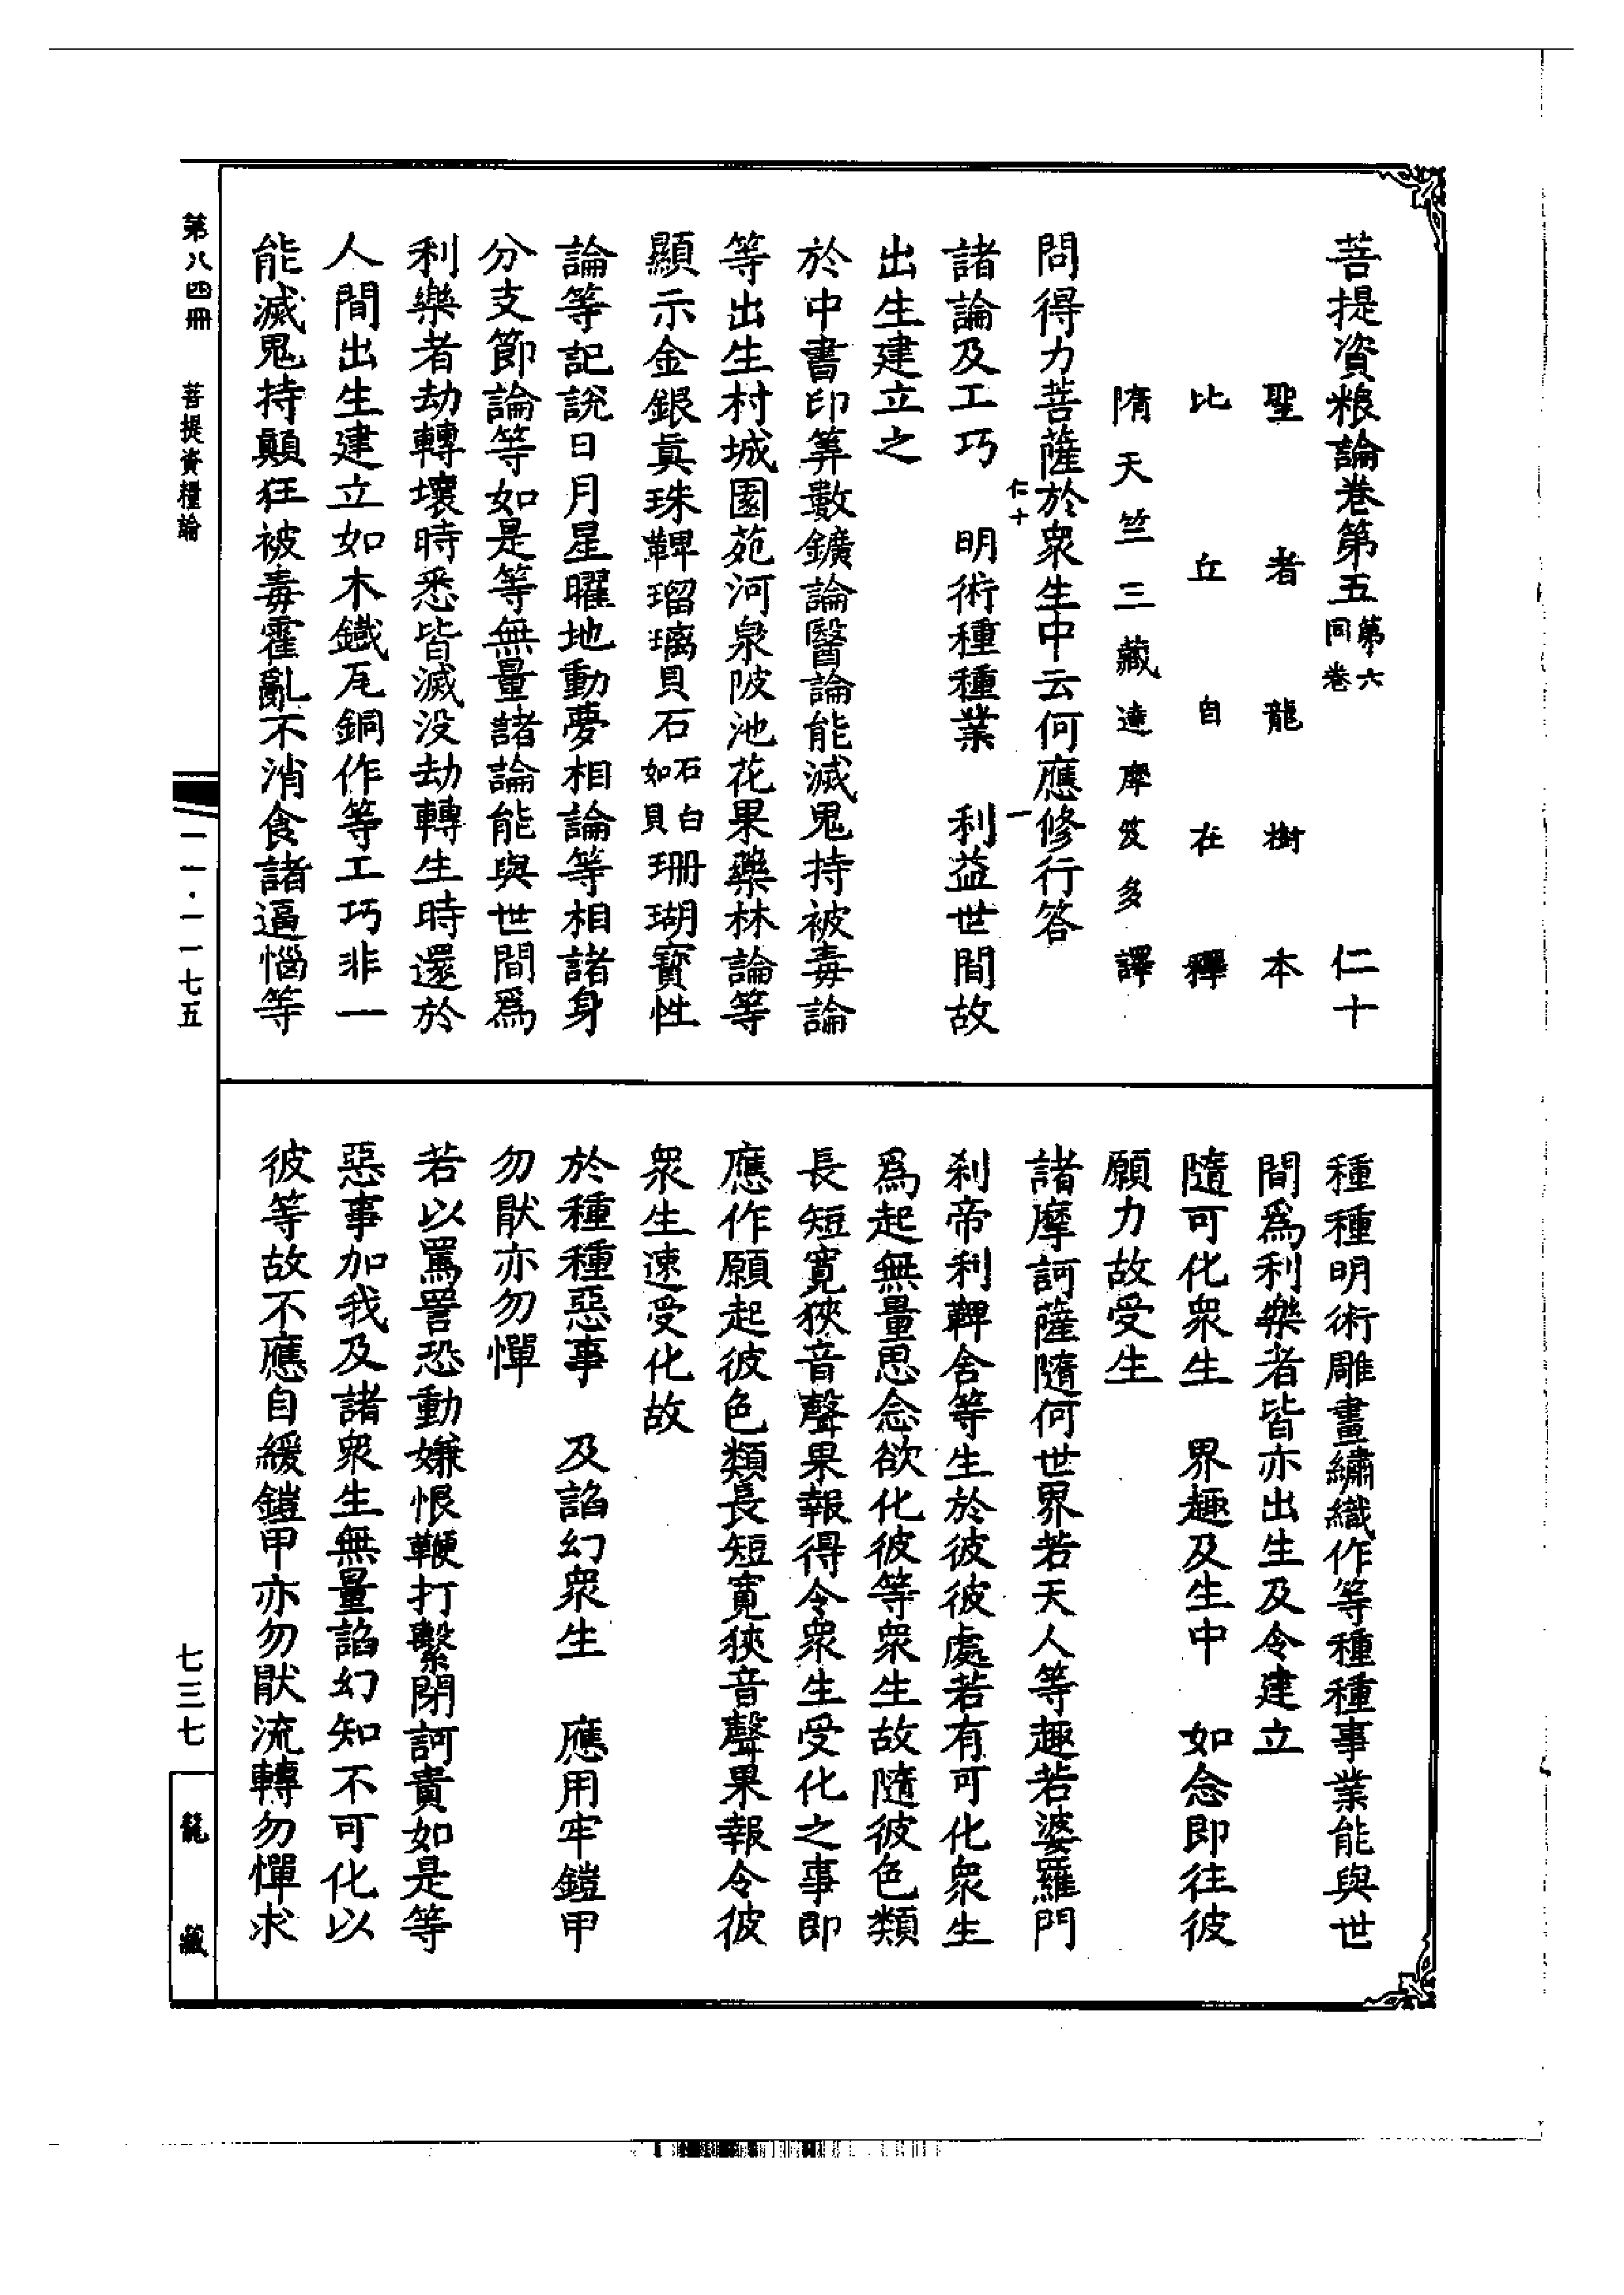 菩提資粮論卷第五第六同卷　仁十
聖者龍樹本
比丘自在釋
隋天竺三藏達摩笈多譯
問得力菩薩於衆生中云何應修行答
仁十　一
諸論及工巧　明術種種業　利益世間故
出生建立之
於中書印筭數鑛論醫論能滅鬼持被毒論
等出生村城園苑河泉陂池花果藥林論等
顯示金銀眞珠鞞瑠璃貝石石白如貝珊瑚寳性
論等記說日月星曜地動夢相論等相諸身
分支節論等如是等無量諸論能與世間爲
利樂者劫轉壞時悉皆滅没劫轉生時還於
人間出生建立如木鐵瓦銅作等工巧非一
能滅鬼持顛狂被毒霍亂不消食諸逼惱等
種種明術雕畫繡織作等種種事業能與世
間爲利樂者皆亦出生及令建立
隨可化衆生　界趣及生中　如念即往彼
願力故受生
諸摩訶薩隨何世界若天人等趣若婆羅門
刹帝利鞞舍等生於彼彼處若有可化衆生
爲起無量思念欲化彼等衆生故隨彼色類
長短寬狹音聲果報得令衆生受化之事即
應作願起彼色類長短寬狹音聲果報令彼
衆生速受化故
於種種惡事　及諂幻衆生　應用牢鎧甲
勿猒亦勿憚
若以罵詈恐動嫌恨鞭打繫閉訶責如是等
惡事加我及諸衆生無量諂幻知不可化以
彼等故不應自緩鎧甲亦勿猒流轉勿憚求
第八四冊　菩提資糧論
一一·一一七五
七三七
龍藏